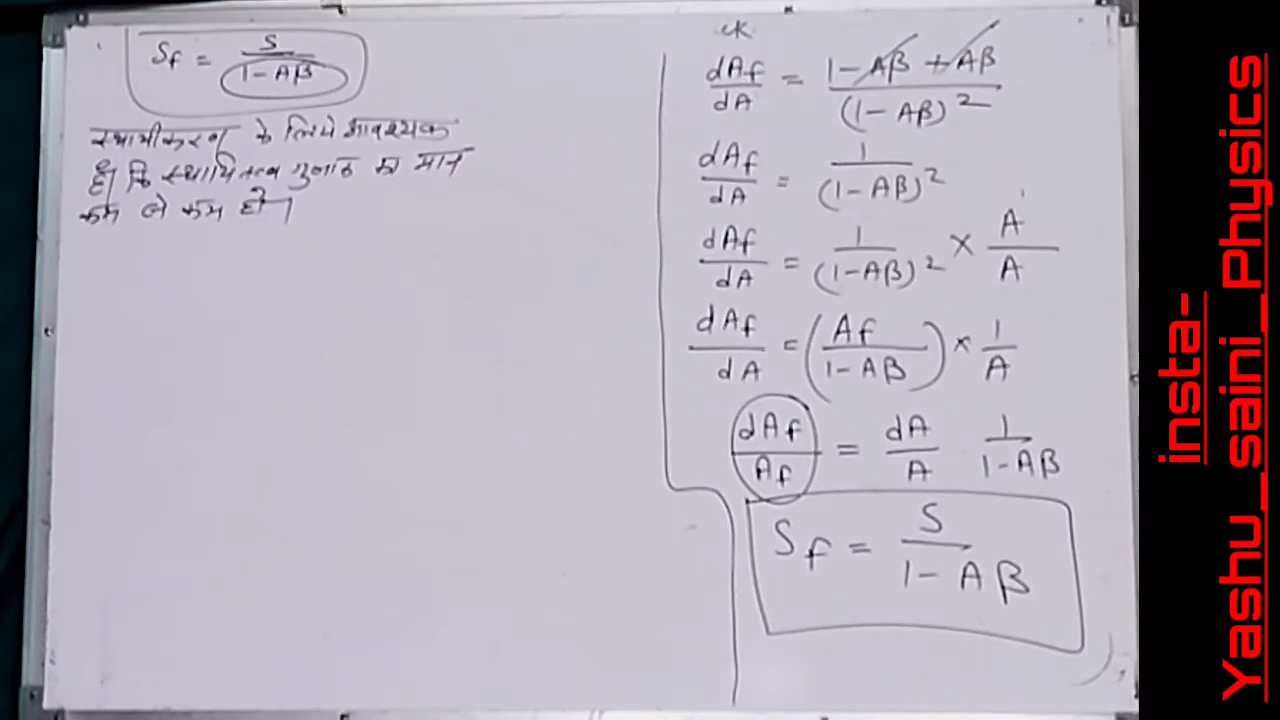 Sf = S / (1 - Aβ)
स्थायीकरण के लिये आवश्यक
है कि स्थायित्व गुणांक का मान
कम से कम हो।
dAf/dA = (1 - Aβ + Aβ) / (1 - Aβ)²
dAf/dA = 1 / (1 - Aβ)²
dAf/dA = 1 / (1 - Aβ)² × A/A
dAf/dA = (Af / (1 - Aβ)) × 1/A
dAf/Af = dA/A 1/(1 - Aβ)
Sf = S / (1 - Aβ)
insta-
Yashu_saini_Physics